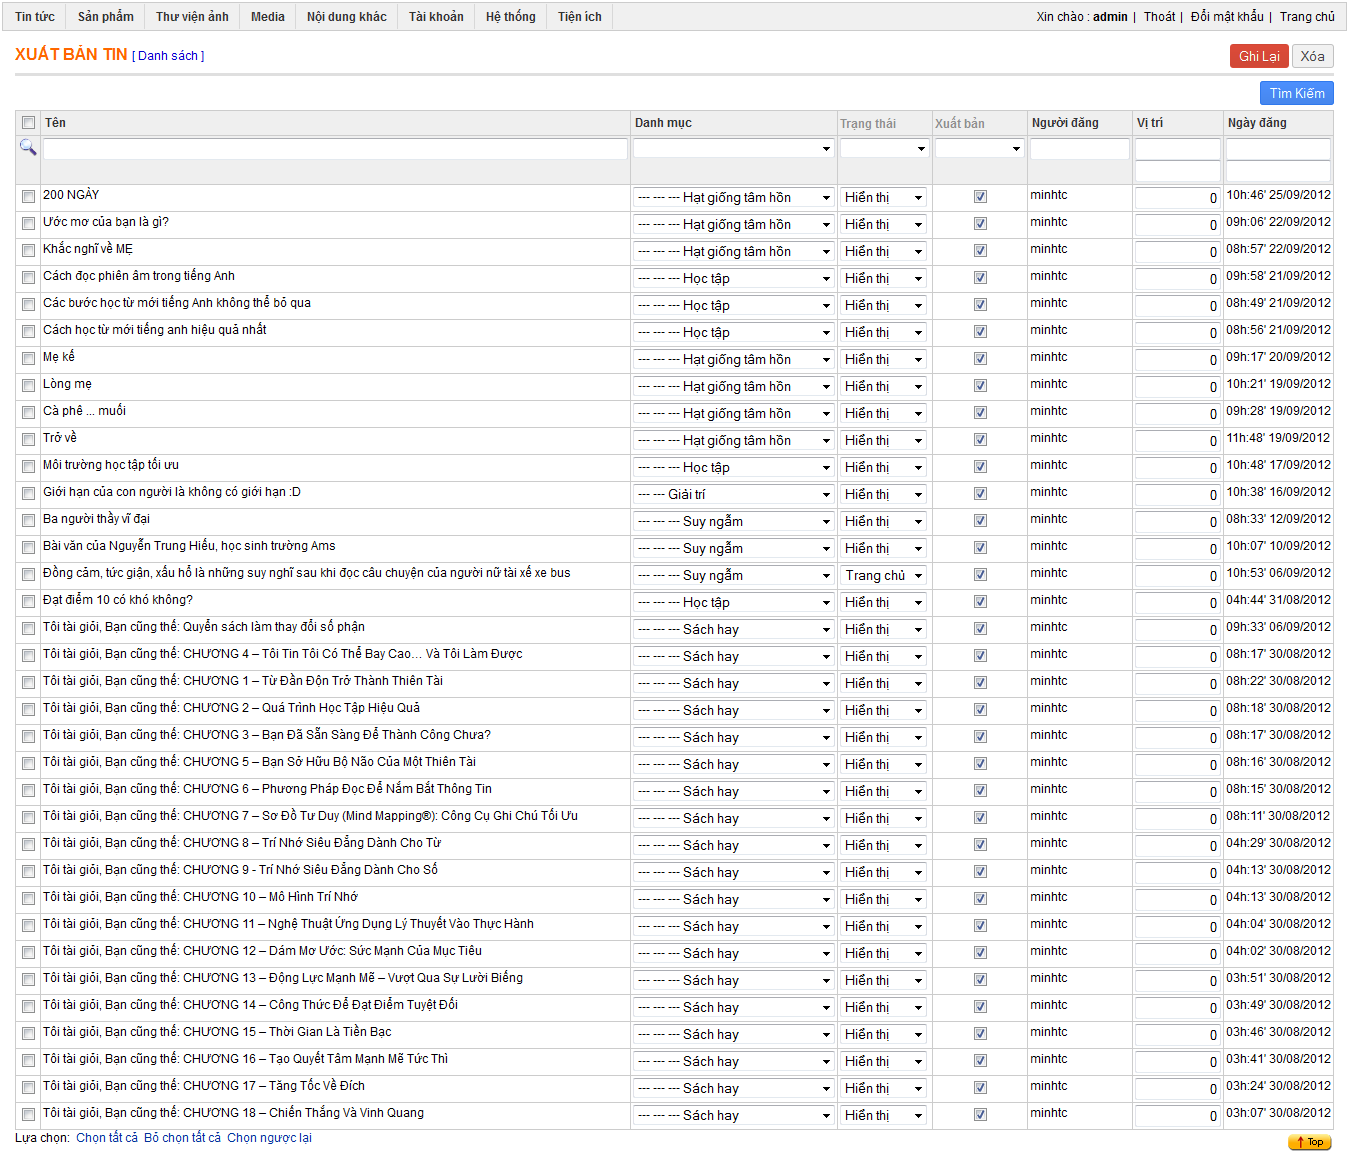 Tin tức Sản phẩm Thư viện ảnh Media Nội dung khác Tài khoản Hệ thống Tiện ích Xin chào : admin | Thoát | Đổi mật khẩu | Trang chủ
XUẤT BẢN TIN [ Danh sách ] Ghi Lại Xóa
Tìm Kiếm
Tên Danh mục Trạng thái Xuất bản Người đăng Vị trí Ngày đăng
200 NGÀY --- --- --- Hạt giống tâm hồn Hiển thị minhtc 0 10h:46' 25/09/2012
Ước mơ của bạn là gì? --- --- --- Hạt giống tâm hồn Hiển thị minhtc 0 09h:06' 22/09/2012
Khắc nghĩ về MẸ --- --- --- Hạt giống tâm hồn Hiển thị minhtc 0 08h:57' 22/09/2012
Cách đọc phiên âm trong tiếng Anh --- --- --- Học tập Hiển thị minhtc 0 09h:58' 21/09/2012
Các bước học từ mới tiếng Anh không thể bỏ qua --- --- --- Học tập Hiển thị minhtc 0 08h:49' 21/09/2012
Cách học từ mới tiếng anh hiệu quả nhất --- --- --- Học tập Hiển thị minhtc 0 08h:56' 21/09/2012
Mẹ kế --- --- --- Hạt giống tâm hồn Hiển thị minhtc 0 09h:17' 20/09/2012
Lòng mẹ --- --- --- Hạt giống tâm hồn Hiển thị minhtc 0 10h:21' 19/09/2012
Cà phê ... muối --- --- --- Hạt giống tâm hồn Hiển thị minhtc 0 09h:28' 19/09/2012
Trở về --- --- --- Hạt giống tâm hồn Hiển thị minhtc 0 11h:48' 19/09/2012
Môi trường học tập tối ưu --- --- --- Học tập Hiển thị minhtc 0 10h:48' 17/09/2012
Giới hạn của con người là không có giới hạn :D --- --- Giải trí Hiển thị minhtc 0 10h:38' 16/09/2012
Ba người thầy vĩ đại --- --- --- Suy ngẫm Hiển thị minhtc 0 08h:33' 12/09/2012
Bài văn của Nguyễn Trung Hiếu, học sinh trường Ams --- --- --- Suy ngẫm Hiển thị minhtc 0 10h:07' 10/09/2012
Đồng cảm, tức giận, xấu hổ là những suy nghĩ sau khi đọc câu chuyện của người nữ tài xế xe bus --- --- --- Suy ngẫm Trang chủ minhtc 0 10h:53' 06/09/2012
Đạt điểm 10 có khó không? --- --- --- Học tập Hiển thị minhtc 0 04h:44' 31/08/2012
Tôi tài giỏi, Bạn cũng thế: Quyển sách làm thay đổi số phận --- --- --- Sách hay Hiển thị minhtc 0 09h:33' 06/09/2012
Tôi tài giỏi, Bạn cũng thế: CHƯƠNG 4 – Tôi Tin Tôi Có Thể Bay Cao... Và Tôi Làm Được --- --- --- Sách hay Hiển thị minhtc 0 08h:17' 30/08/2012
Tôi tài giỏi, Bạn cũng thế: CHƯƠNG 1 – Từ Đần Độn Trở Thành Thiên Tài --- --- --- Sách hay Hiển thị minhtc 0 08h:22' 30/08/2012
Tôi tài giỏi, Bạn cũng thế: CHƯƠNG 2 – Quá Trình Học Tập Hiệu Quả --- --- --- Sách hay Hiển thị minhtc 0 08h:18' 30/08/2012
Tôi tài giỏi, Bạn cũng thế: CHƯƠNG 3 – Bạn Đã Sẵn Sàng Để Thành Công Chưa? --- --- --- Sách hay Hiển thị minhtc 0 08h:17' 30/08/2012
Tôi tài giỏi, Bạn cũng thế: CHƯƠNG 5 – Bạn Sở Hữu Bộ Não Của Một Thiên Tài --- --- --- Sách hay Hiển thị minhtc 0 08h:16' 30/08/2012
Tôi tài giỏi, Bạn cũng thế: CHƯƠNG 6 – Phương Pháp Đọc Để Nắm Bắt Thông Tin --- --- --- Sách hay Hiển thị minhtc 0 08h:15' 30/08/2012
Tôi tài giỏi, Bạn cũng thế: CHƯƠNG 7 – Sơ Đồ Tư Duy (Mind Mapping®): Công Cụ Ghi Chú Tối Ưu --- --- --- Sách hay Hiển thị minhtc 0 08h:11' 30/08/2012
Tôi tài giỏi, Bạn cũng thế: CHƯƠNG 8 – Trí Nhớ Siêu Đẳng Dành Cho Từ --- --- --- Sách hay Hiển thị minhtc 0 04h:29' 30/08/2012
Tôi tài giỏi, Bạn cũng thế: CHƯƠNG 9 - Trí Nhớ Siêu Đẳng Dành Cho Số --- --- --- Sách hay Hiển thị minhtc 0 04h:13' 30/08/2012
Tôi tài giỏi, Bạn cũng thế: CHƯƠNG 10 – Mô Hình Trí Nhớ --- --- --- Sách hay Hiển thị minhtc 0 04h:13' 30/08/2012
Tôi tài giỏi, Bạn cũng thế: CHƯƠNG 11 – Nghệ Thuật Ứng Dụng Lý Thuyết Vào Thực Hành --- --- --- Sách hay Hiển thị minhtc 0 04h:04' 30/08/2012
Tôi tài giỏi, Bạn cũng thế: CHƯƠNG 12 – Dám Mơ Ước: Sức Mạnh Của Mục Tiêu --- --- --- Sách hay Hiển thị minhtc 0 04h:02' 30/08/2012
Tôi tài giỏi, Bạn cũng thế: CHƯƠNG 13 – Động Lực Mạnh Mẽ – Vượt Qua Sự Lười Biếng --- --- --- Sách hay Hiển thị minhtc 0 03h:51' 30/08/2012
Tôi tài giỏi, Bạn cũng thế: CHƯƠNG 14 – Công Thức Để Đạt Điểm Tuyệt Đối --- --- --- Sách hay Hiển thị minhtc 0 03h:49' 30/08/2012
Tôi tài giỏi, Bạn cũng thế: CHƯƠNG 15 – Thời Gian Là Tiền Bạc --- --- --- Sách hay Hiển thị minhtc 0 03h:46' 30/08/2012
Tôi tài giỏi, Bạn cũng thế: CHƯƠNG 16 – Tạo Quyết Tâm Mạnh Mẽ Tức Thì --- --- --- Sách hay Hiển thị minhtc 0 03h:41' 30/08/2012
Tôi tài giỏi, Bạn cũng thế: CHƯƠNG 17 – Tăng Tốc Về Đích --- --- --- Sách hay Hiển thị minhtc 0 03h:24' 30/08/2012
Tôi tài giỏi, Bạn cũng thế: CHƯƠNG 18 – Chiến Thắng Và Vinh Quang --- --- --- Sách hay Hiển thị minhtc 0 03h:07' 30/08/2012
Lựa chọn: Chọn tất cả Bỏ chọn tất cả Chọn ngược lại Top